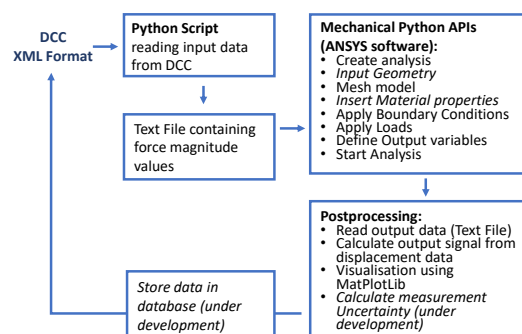 DCC
XML Format
Python Script
reading input data
from DCC
Text File containing
force magnitude
values
Mechanical Python APIs
(ANSYS software):
• Create analysis
• Input Geometry
• Mesh model
• Insert Material properties
• Apply Boundary Conditions
• Apply Loads
• Define Output variables
• Start Analysis
Postprocessing:
• Read output data (Text File)
• Calculate output signal from
displacement data
• Visualisation using
MatPlotLib
• Calculate measurement
Uncertainty (under
development)
Store data in
database (under
development)